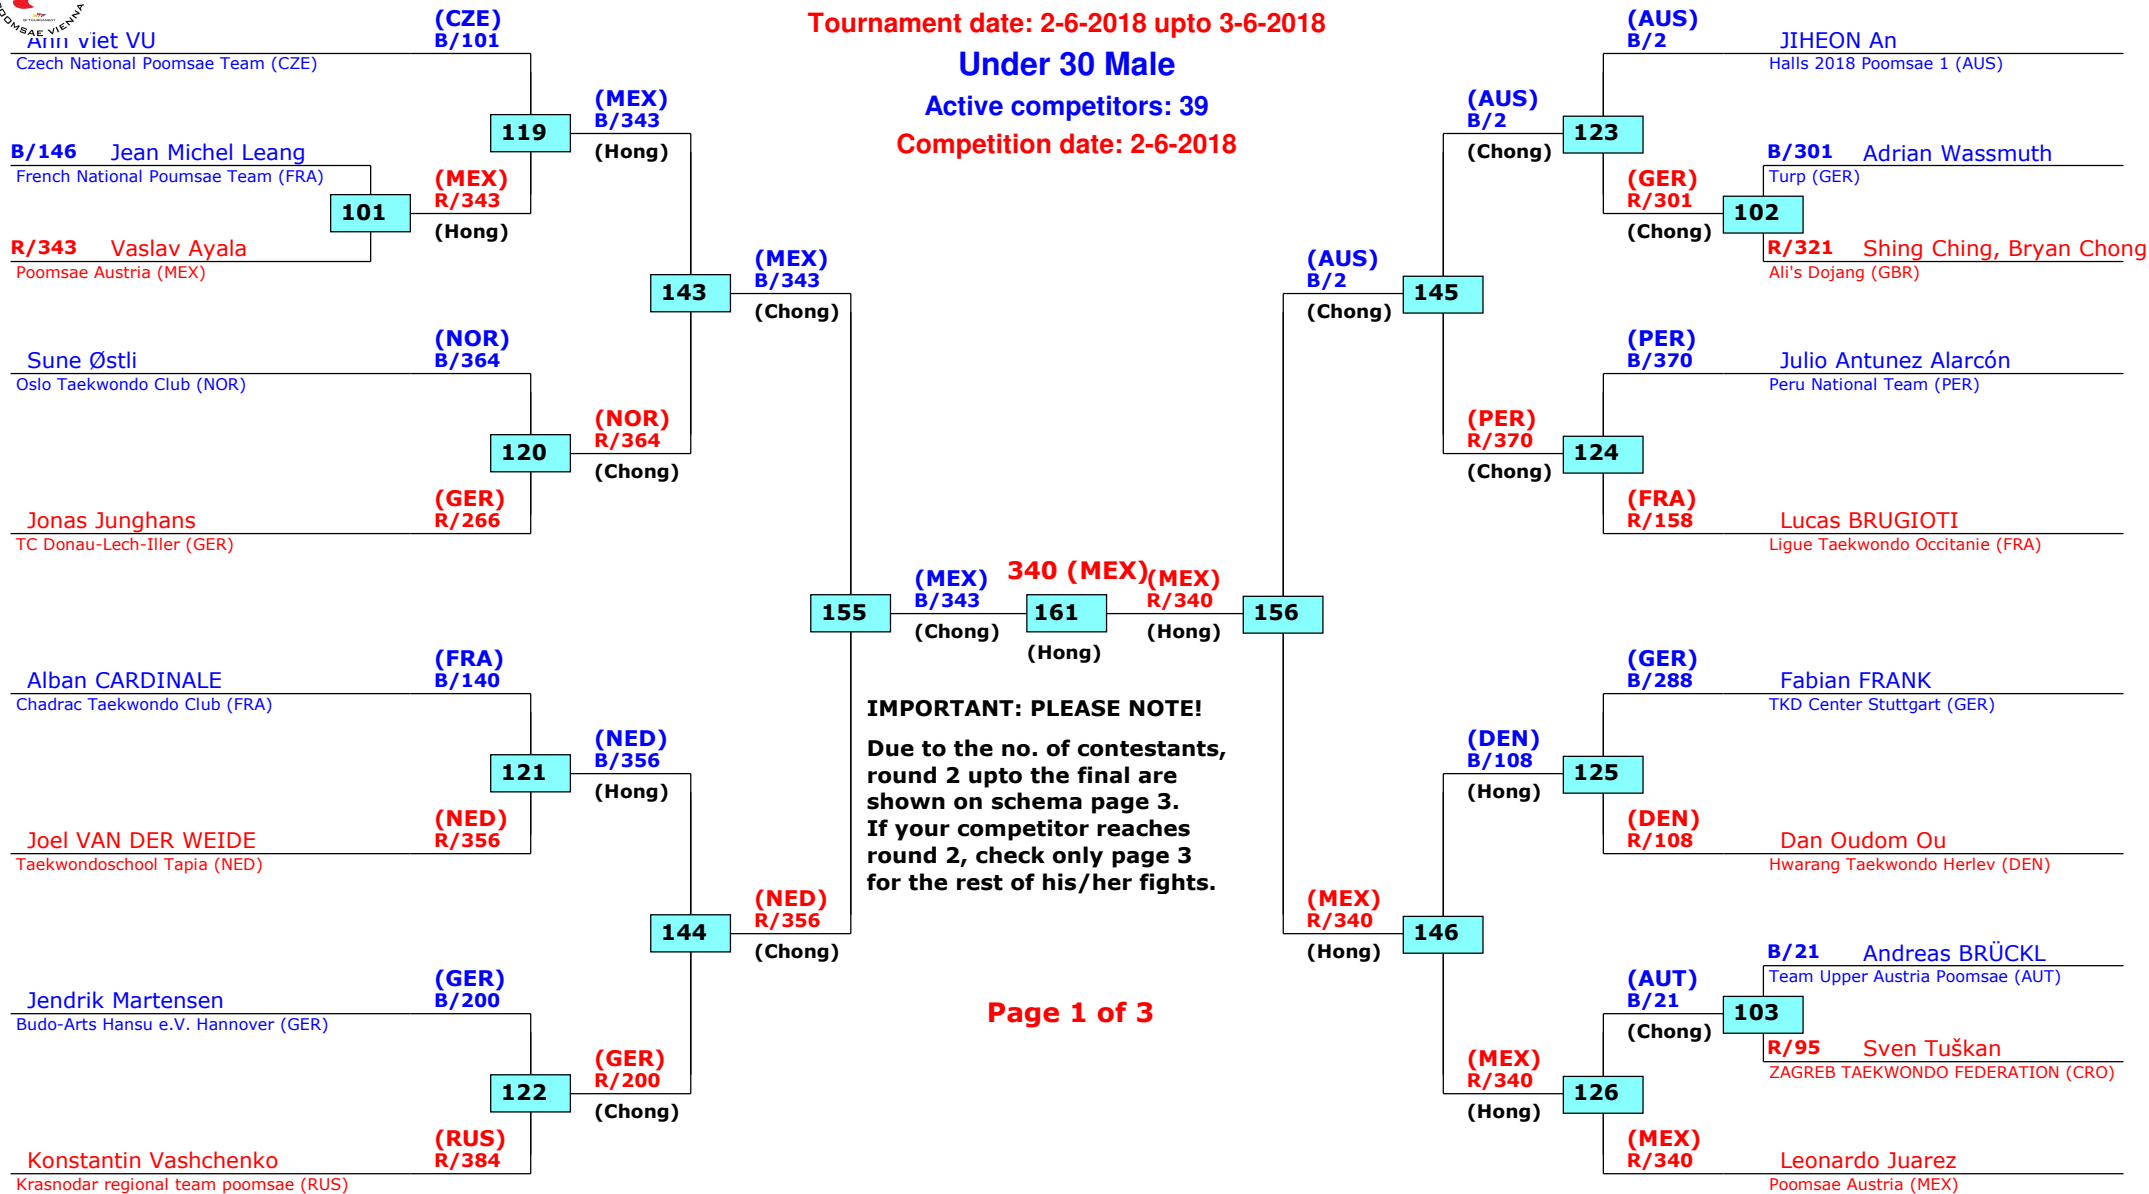 POOMSAE VIENNA
Tournament date: 2-6-2018 upto 3-6-2018
Under 30 Male
Active competitors: 39
Competition date: 2-6-2018
Anh Viet VU
Czech National Poomsae Team (CZE)
(CZE)
B/101
B/146 Jean Michel Leang
French National Poumsae Team (FRA)
101
R/343 Vaslav Ayala
Poomsae Austria (MEX)
(MEX)
R/343
(Hong)
119
(MEX)
B/343
(Hong)
Sune Østli
Oslo Taekwondo Club (NOR)
(NOR)
B/364
120
Jonas Junghans
TC Donau-Lech-Iller (GER)
(GER)
R/266
(NOR)
R/364
(Chong)
143
(MEX)
B/343
(Chong)
Alban CARDINALE
Chadrac Taekwondo Club (FRA)
(FRA)
B/140
121
Joel VAN DER WEIDE
Taekwondoschool Tapia (NED)
(NED)
R/356
(NED)
B/356
(Hong)
Jendrik Martensen
Budo-Arts Hansu e.V. Hannover (GER)
(GER)
B/200
122
Konstantin Vashchenko
Krasnodar regional team poomsae (RUS)
(RUS)
R/384
(GER)
R/200
(Chong)
144
(NED)
R/356
(Chong)
155
(MEX)
B/343
(Chong)
340 (MEX)
161
(Hong)
(MEX)
R/340
(Hong)
156
IMPORTANT: PLEASE NOTE!
Due to the no. of contestants,
round 2 upto the final are
shown on schema page 3.
If your competitor reaches
round 2, check only page 3
for the rest of his/her fights.
Page 1 of 3
(AUS)
B/2
(Chong)
145
(AUS)
B/2
(Chong)
123
(AUS)
B/2
JIHEON An
Halls 2018 Poomsae 1 (AUS)
(GER)
R/301
(Chong)
102
B/301 Adrian Wassmuth
Turp (GER)
R/321 Shing Ching, Bryan Chong
Ali's Dojang (GBR)
(PER)
R/370
(Chong)
124
(PER)
B/370
Julio Antunez Alarcón
Peru National Team (PER)
(FRA)
R/158
Lucas BRUGIOTI
Ligue Taekwondo Occitanie (FRA)
(MEX)
R/340
(Hong)
146
(DEN)
B/108
(Hong)
125
(GER)
B/288
Fabian FRANK
TKD Center Stuttgart (GER)
(DEN)
R/108
Dan Oudom Ou
Hwarang Taekwondo Herlev (DEN)
(MEX)
R/340
(Hong)
126
(AUT)
B/21
(Chong)
103
B/21 Andreas BRÜCKL
Team Upper Austria Poomsae (AUT)
R/95 Sven Tuškan
ZAGREB TAEKWONDO FEDERATION (CRO)
(MEX)
R/340
Leonardo Juarez
Poomsae Austria (MEX)